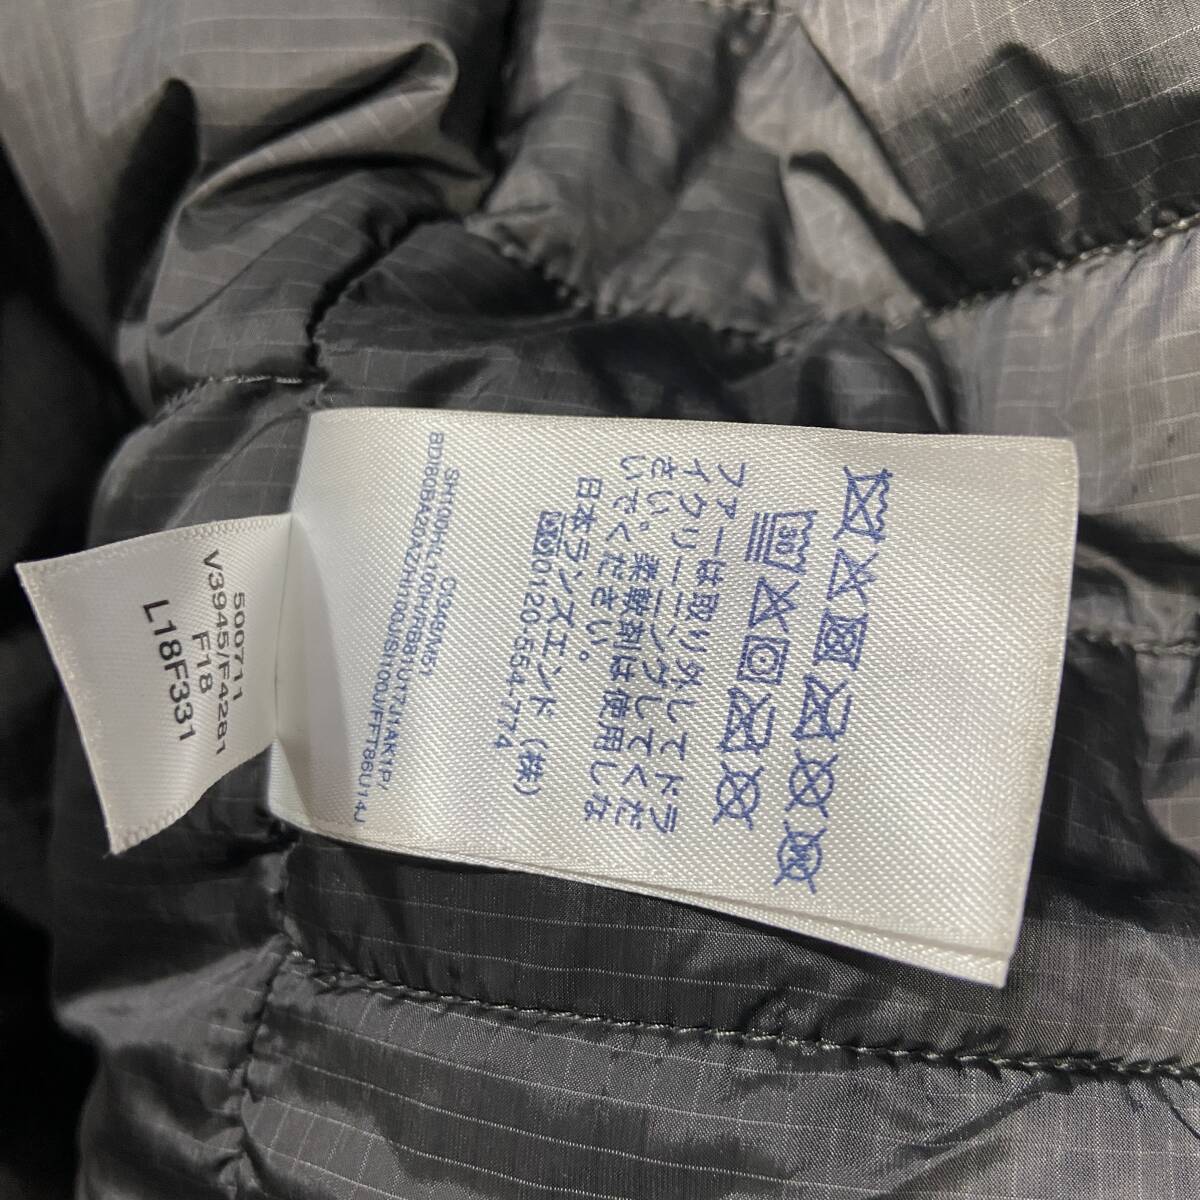 30
ファーは取り外してドラ
イクリーニングしてくだ
さい。柔軟剤は使用しな
いでください。
日本ランズエンド(株)
0120-554-774
500711
V3945/F4281
F18
L18F331